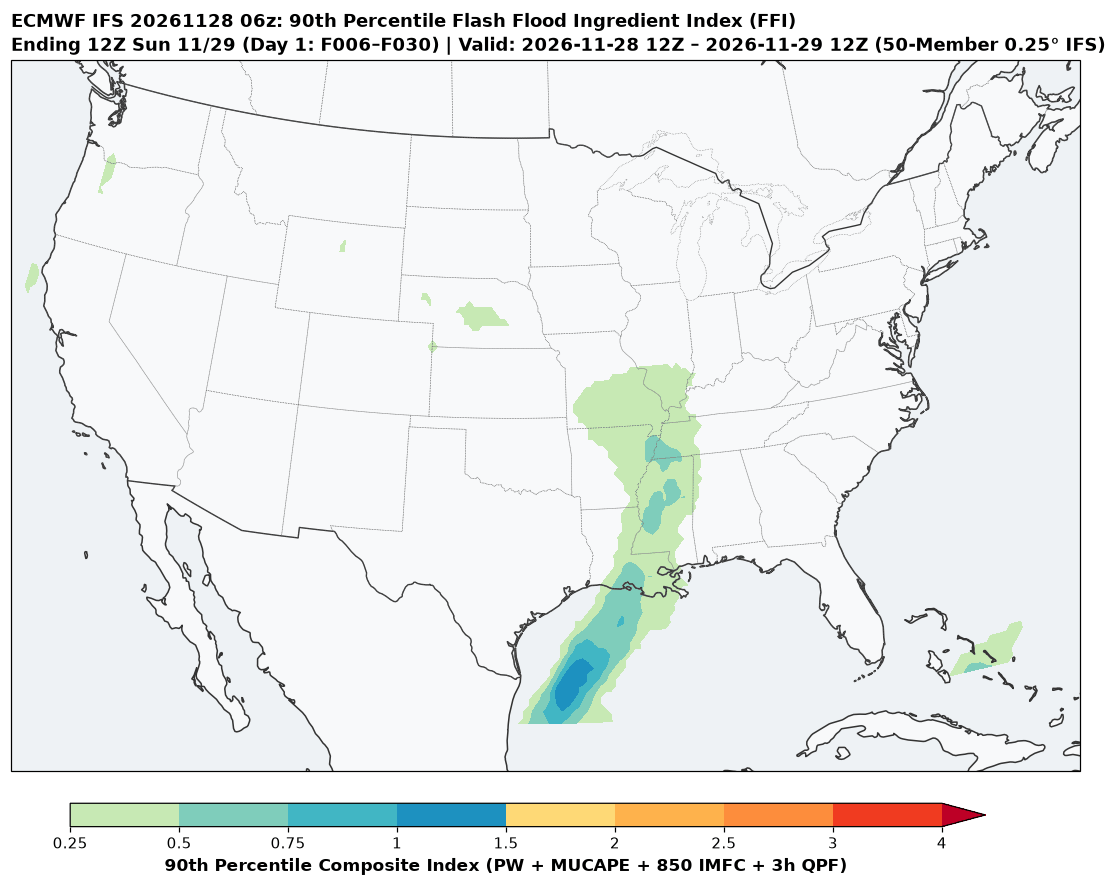 ECMWF IFS 20261128 06z: 90th Percentile Flash Flood Ingredient Index (FFI)
Ending 12Z Sun 11/29 (Day 1: F006–F030) | Valid: 2026-11-28 12Z – 2026-11-29 12Z (50-Member 0.25° IFS)
0.25 0.5 0.75 1 1.5 2 2.5 3 4
90th Percentile Composite Index (PW + MUCAPE + 850 IMFC + 3h QPF)